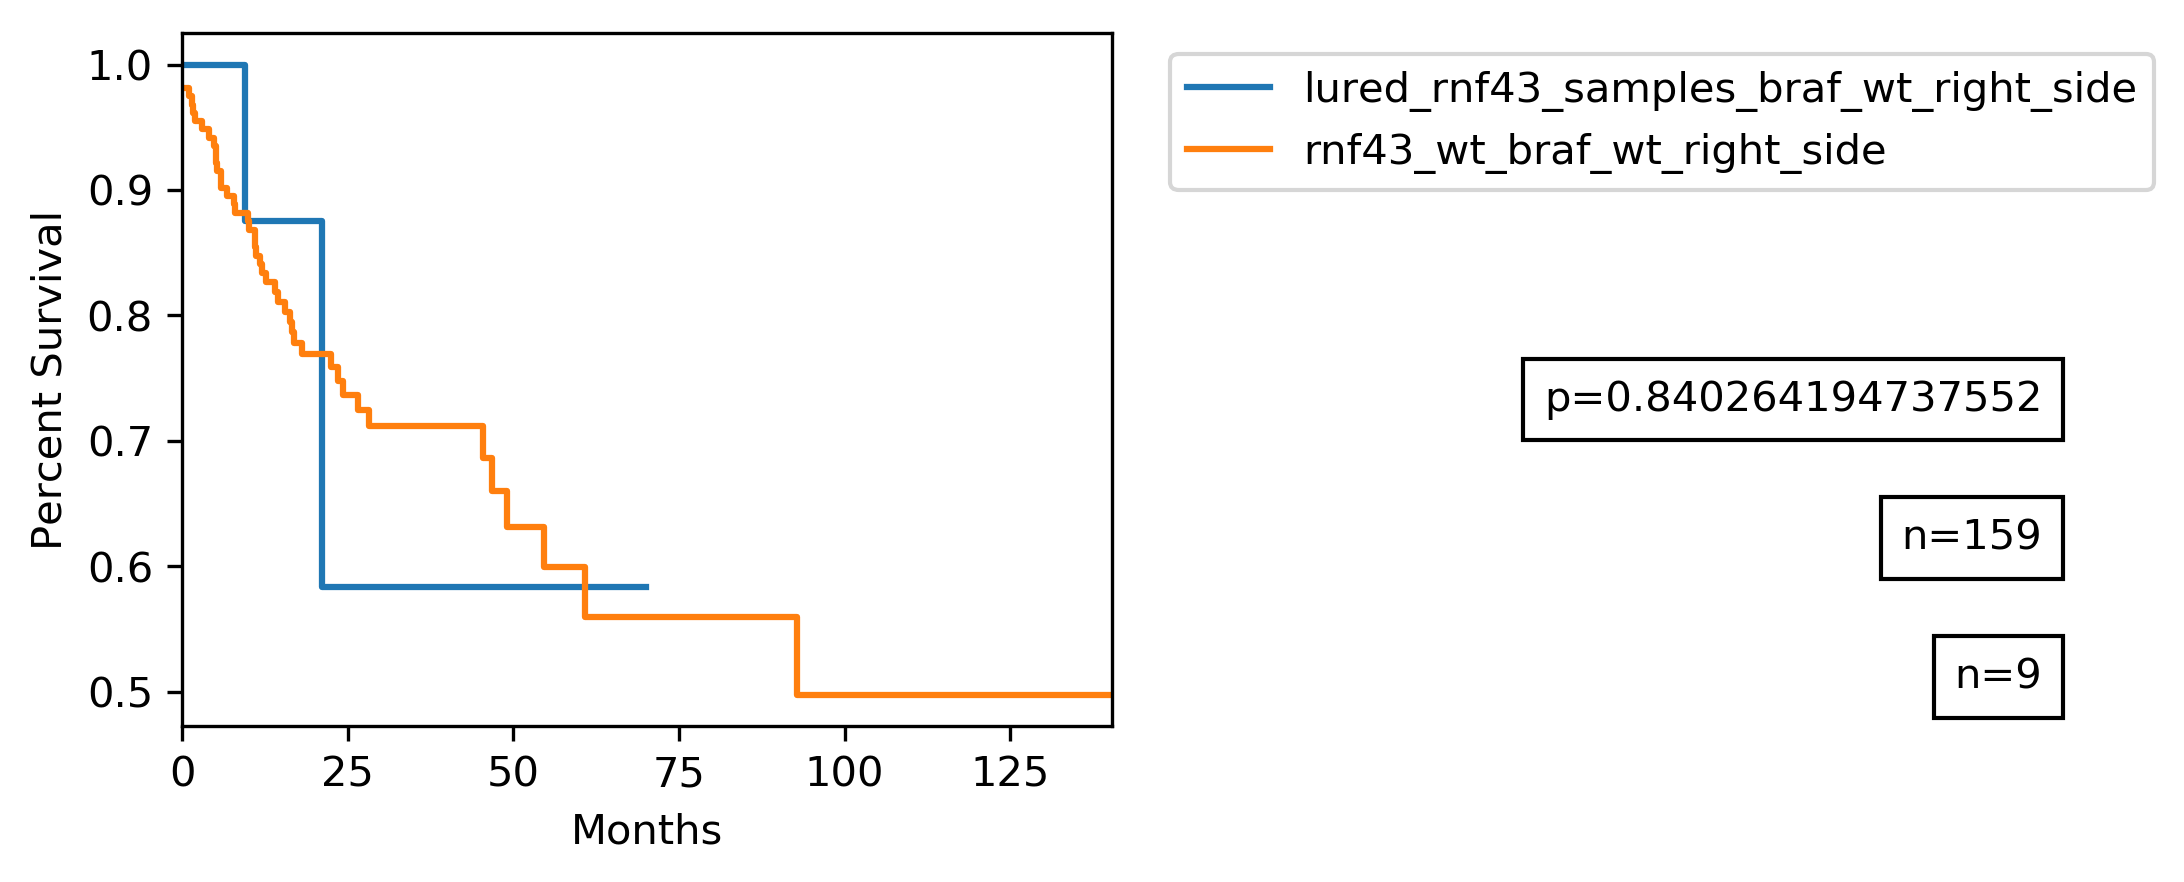 1.0
0.9
0.8
0.7
0.6
0.5
Percent Survival
0 25 50 75 100 125
Months
lured_rnf43_samples_braf_wt_right_side
rnf43_wt_braf_wt_right_side
p=0.840264194737552
n=159
n=9